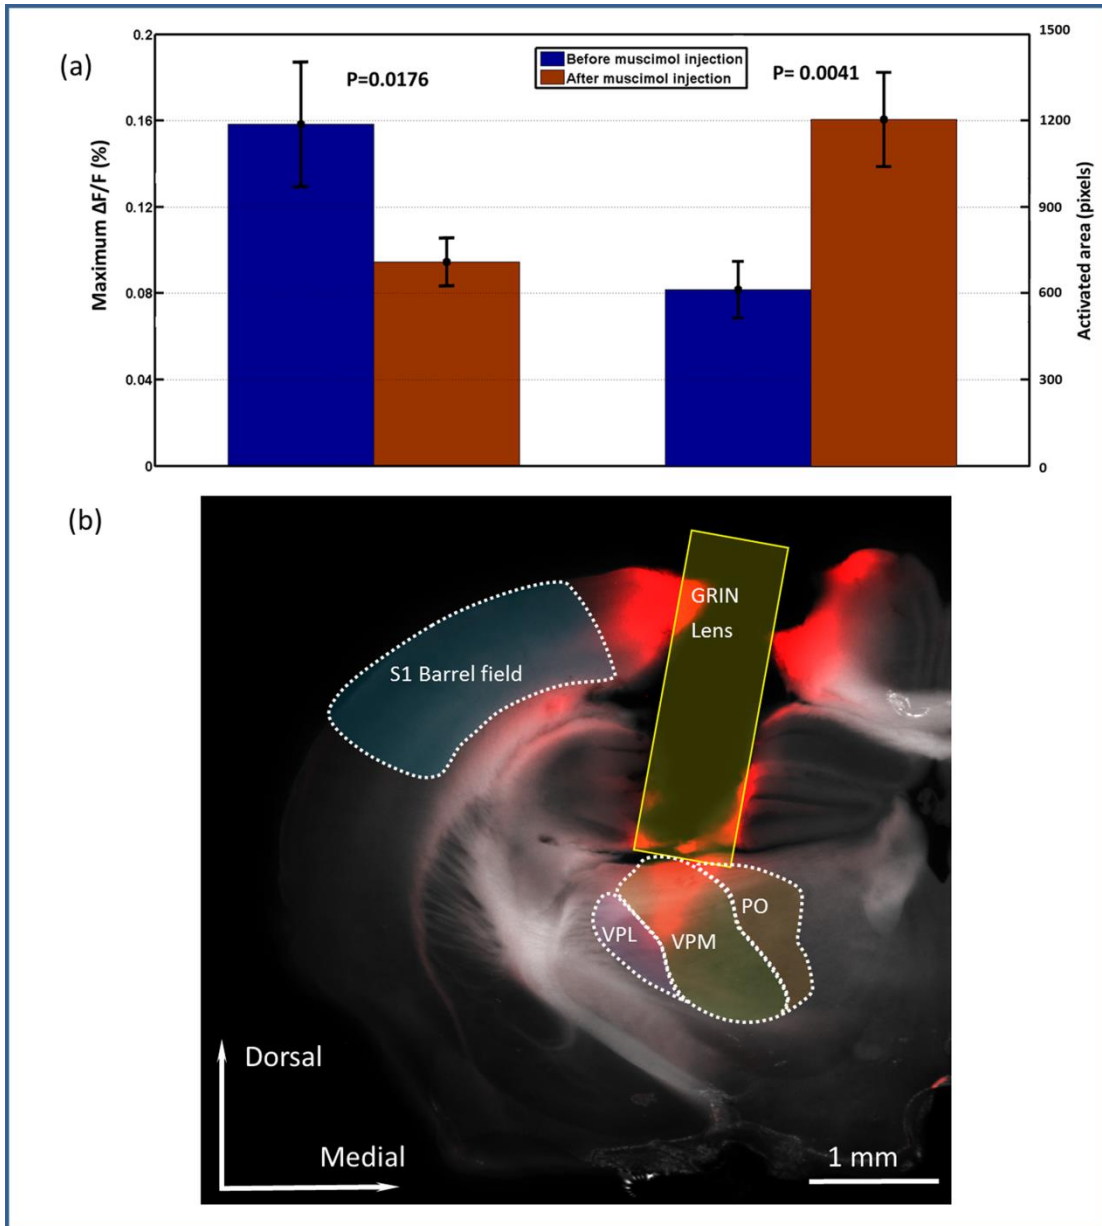 (a)
0.2
0.16
0.12
0.08
0.04
0
Maximum ΔF/F (%)
P=0.0176
Before muscimol injection
After muscimol injection
P= 0.0041
1500
1200
900
600
300
0
Activated area (pixels)
(b)
GRIN
Lens
S1 Barrel field
PO
VPL
VPM
Dorsal
Medial
1 mm